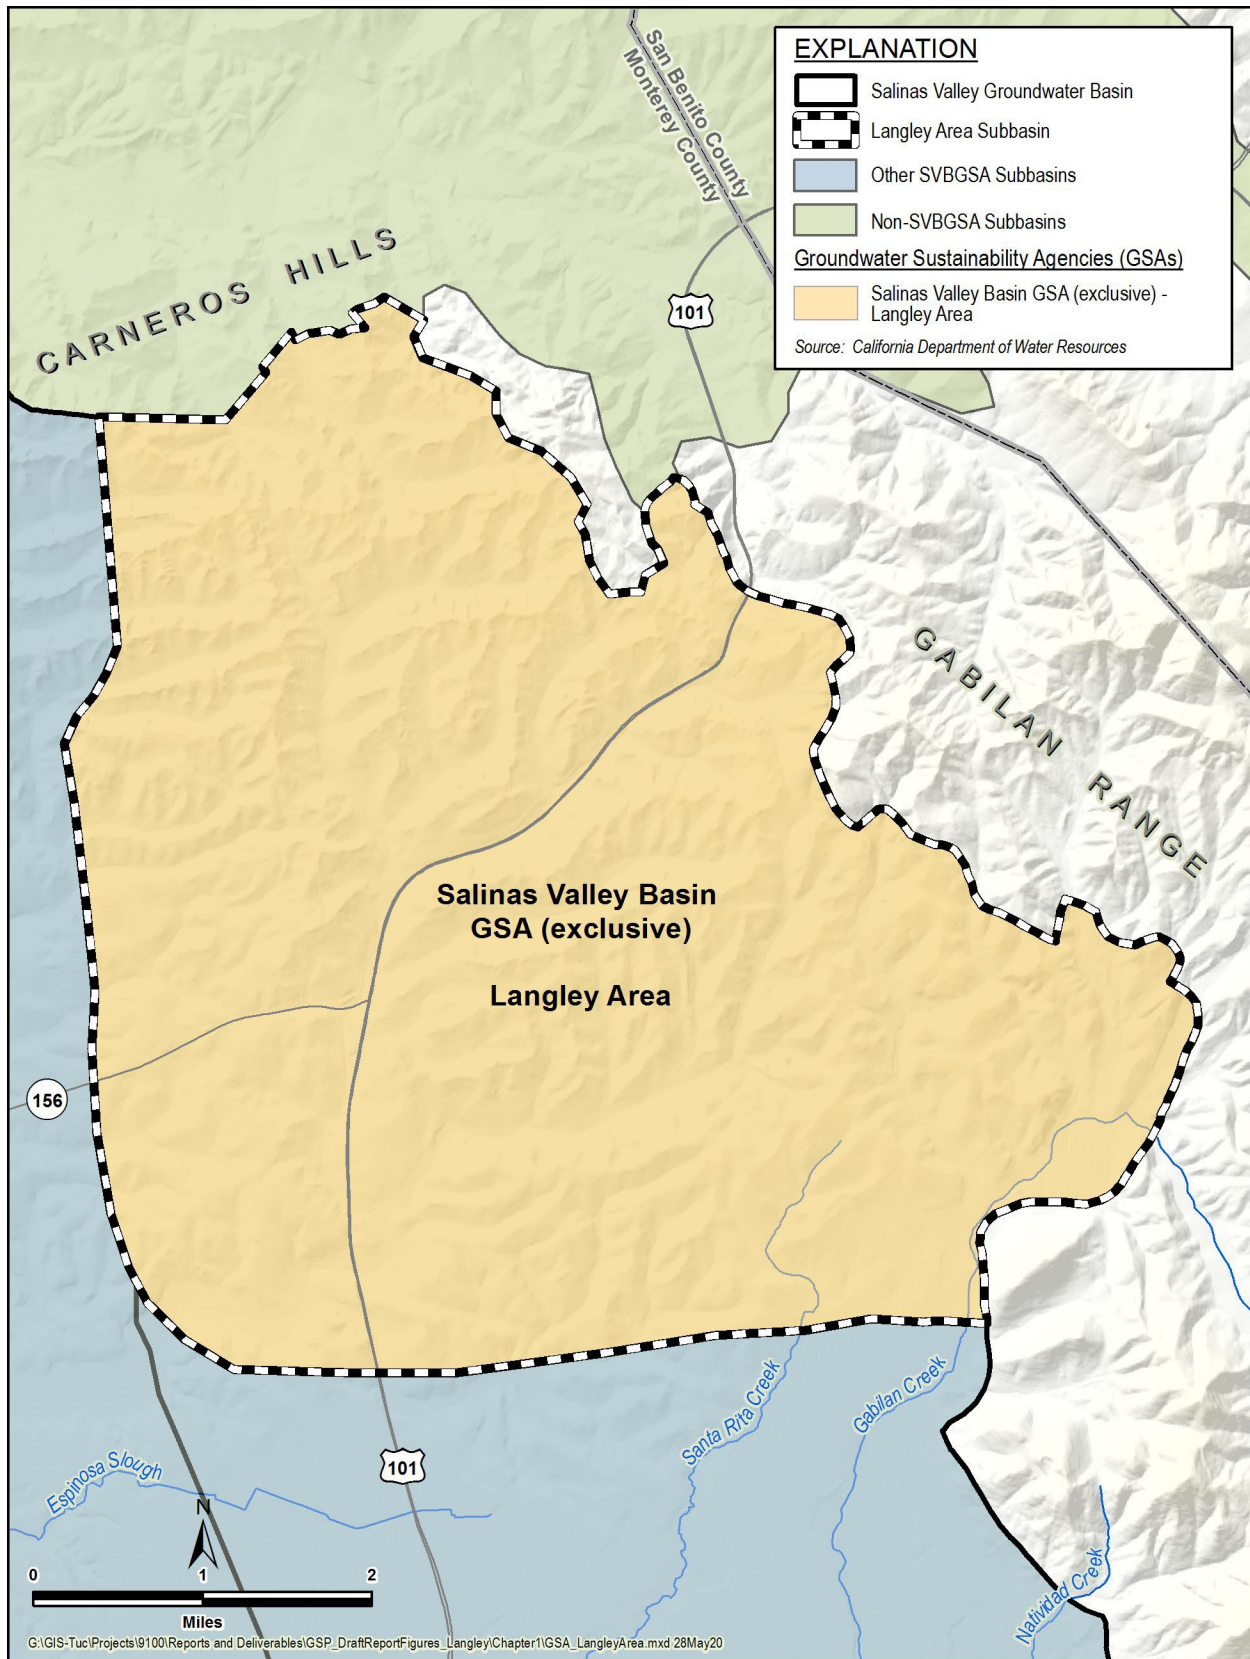 EXPLANATION
Salinas Valley Groundwater Basin
Langley Area Subbasin
Other SVBGSA Subbasins
Non-SVBGSA Subbasins
Groundwater Sustainability Agencies (GSAs)
Salinas Valley Basin GSA (exclusive) -
Langley Area
Source: California Department of Water Resources
San Benito County
Monterey County
CARNEROS HILLS
101
GABILAN RANGE
Salinas Valley Basin
GSA (exclusive)
Langley Area
156
Santa Rita Creek
Gabilan Creek
101
Espinosa Slough
Natividad Creek
N
0 1 2
Miles
G:\GIS-Tuc\Projects\9100\Reports and Deliverables\GSP_DraftReportFigures_Langley\Chapter1\GSA_LangleyArea.mxd 28May20